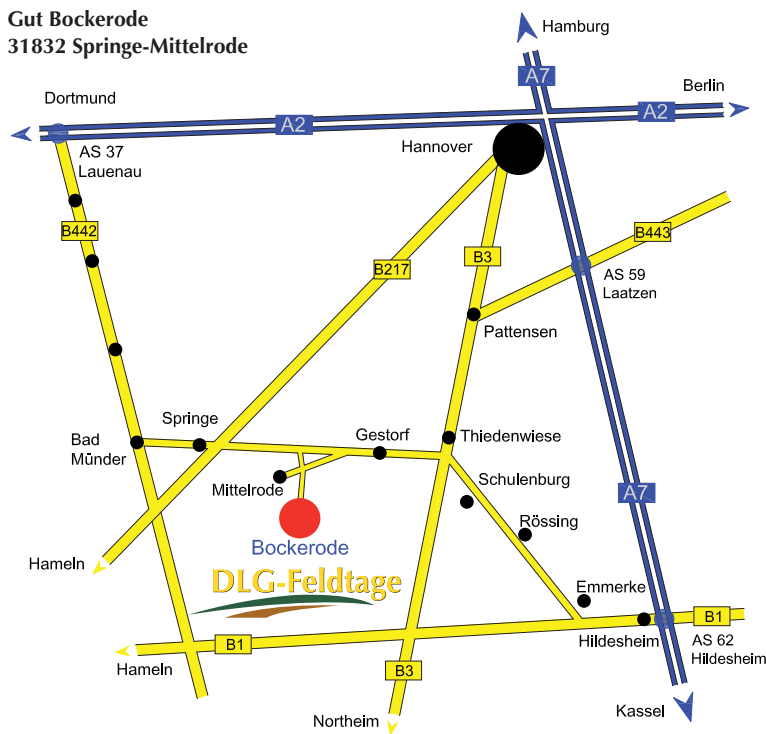 Gut Bockerode
31832 Springe-Mittelrode
Hamburg
A7
A7
Berlin
Dortmund
A2
A2
AS 37
Lauenau
Hannover
B442
B443
B217
B3
AS 59
Laatzen
Pattensen
Springe
Bad
Münder
Gestorf
Thiedenwiese
Mittelrode
Schulenburg
A7
Rössing
Bockerode
Hameln
DLG-Feldtage
Emmerke
B1
Hildesheim
AS 62
Hildesheim
B1
Hameln
B3
Northeim
Kassel